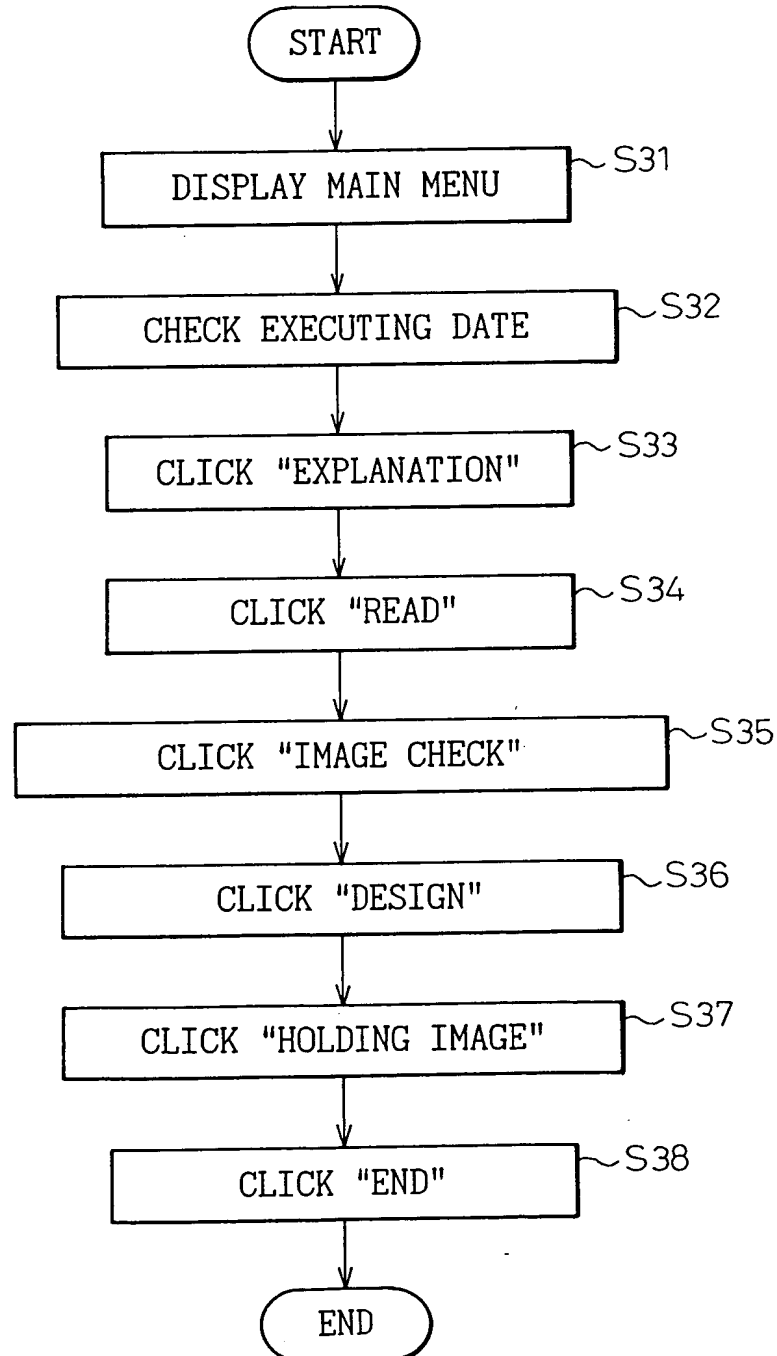 START
DISPLAY MAIN MENU
S31
CHECK EXECUTING DATE
S32
CLICK "EXPLANATION"
S33
CLICK "READ"
S34
CLICK "IMAGE CHECK"
S35
CLICK "DESIGN"
S36
CLICK "HOLDING IMAGE"
S37
CLICK "END"
S38
END